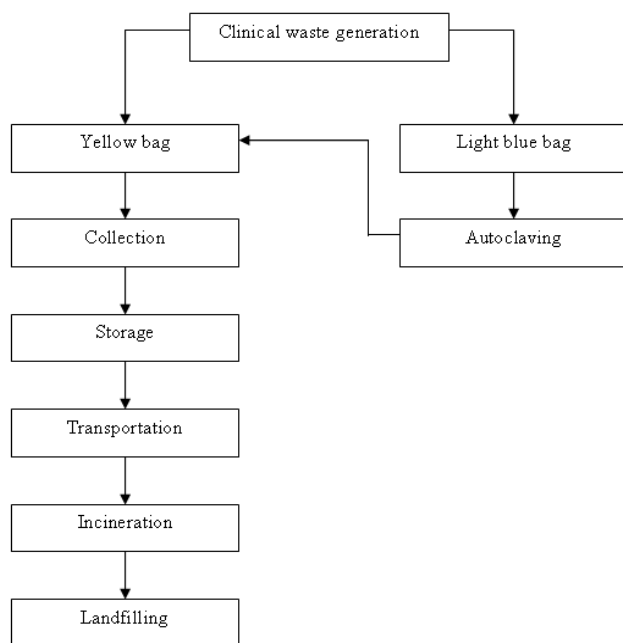 Clinical waste generation
Yellow bag
Light blue bag
Collection
Autoclaving
Storage
Transportation
Incineration
Landfilling